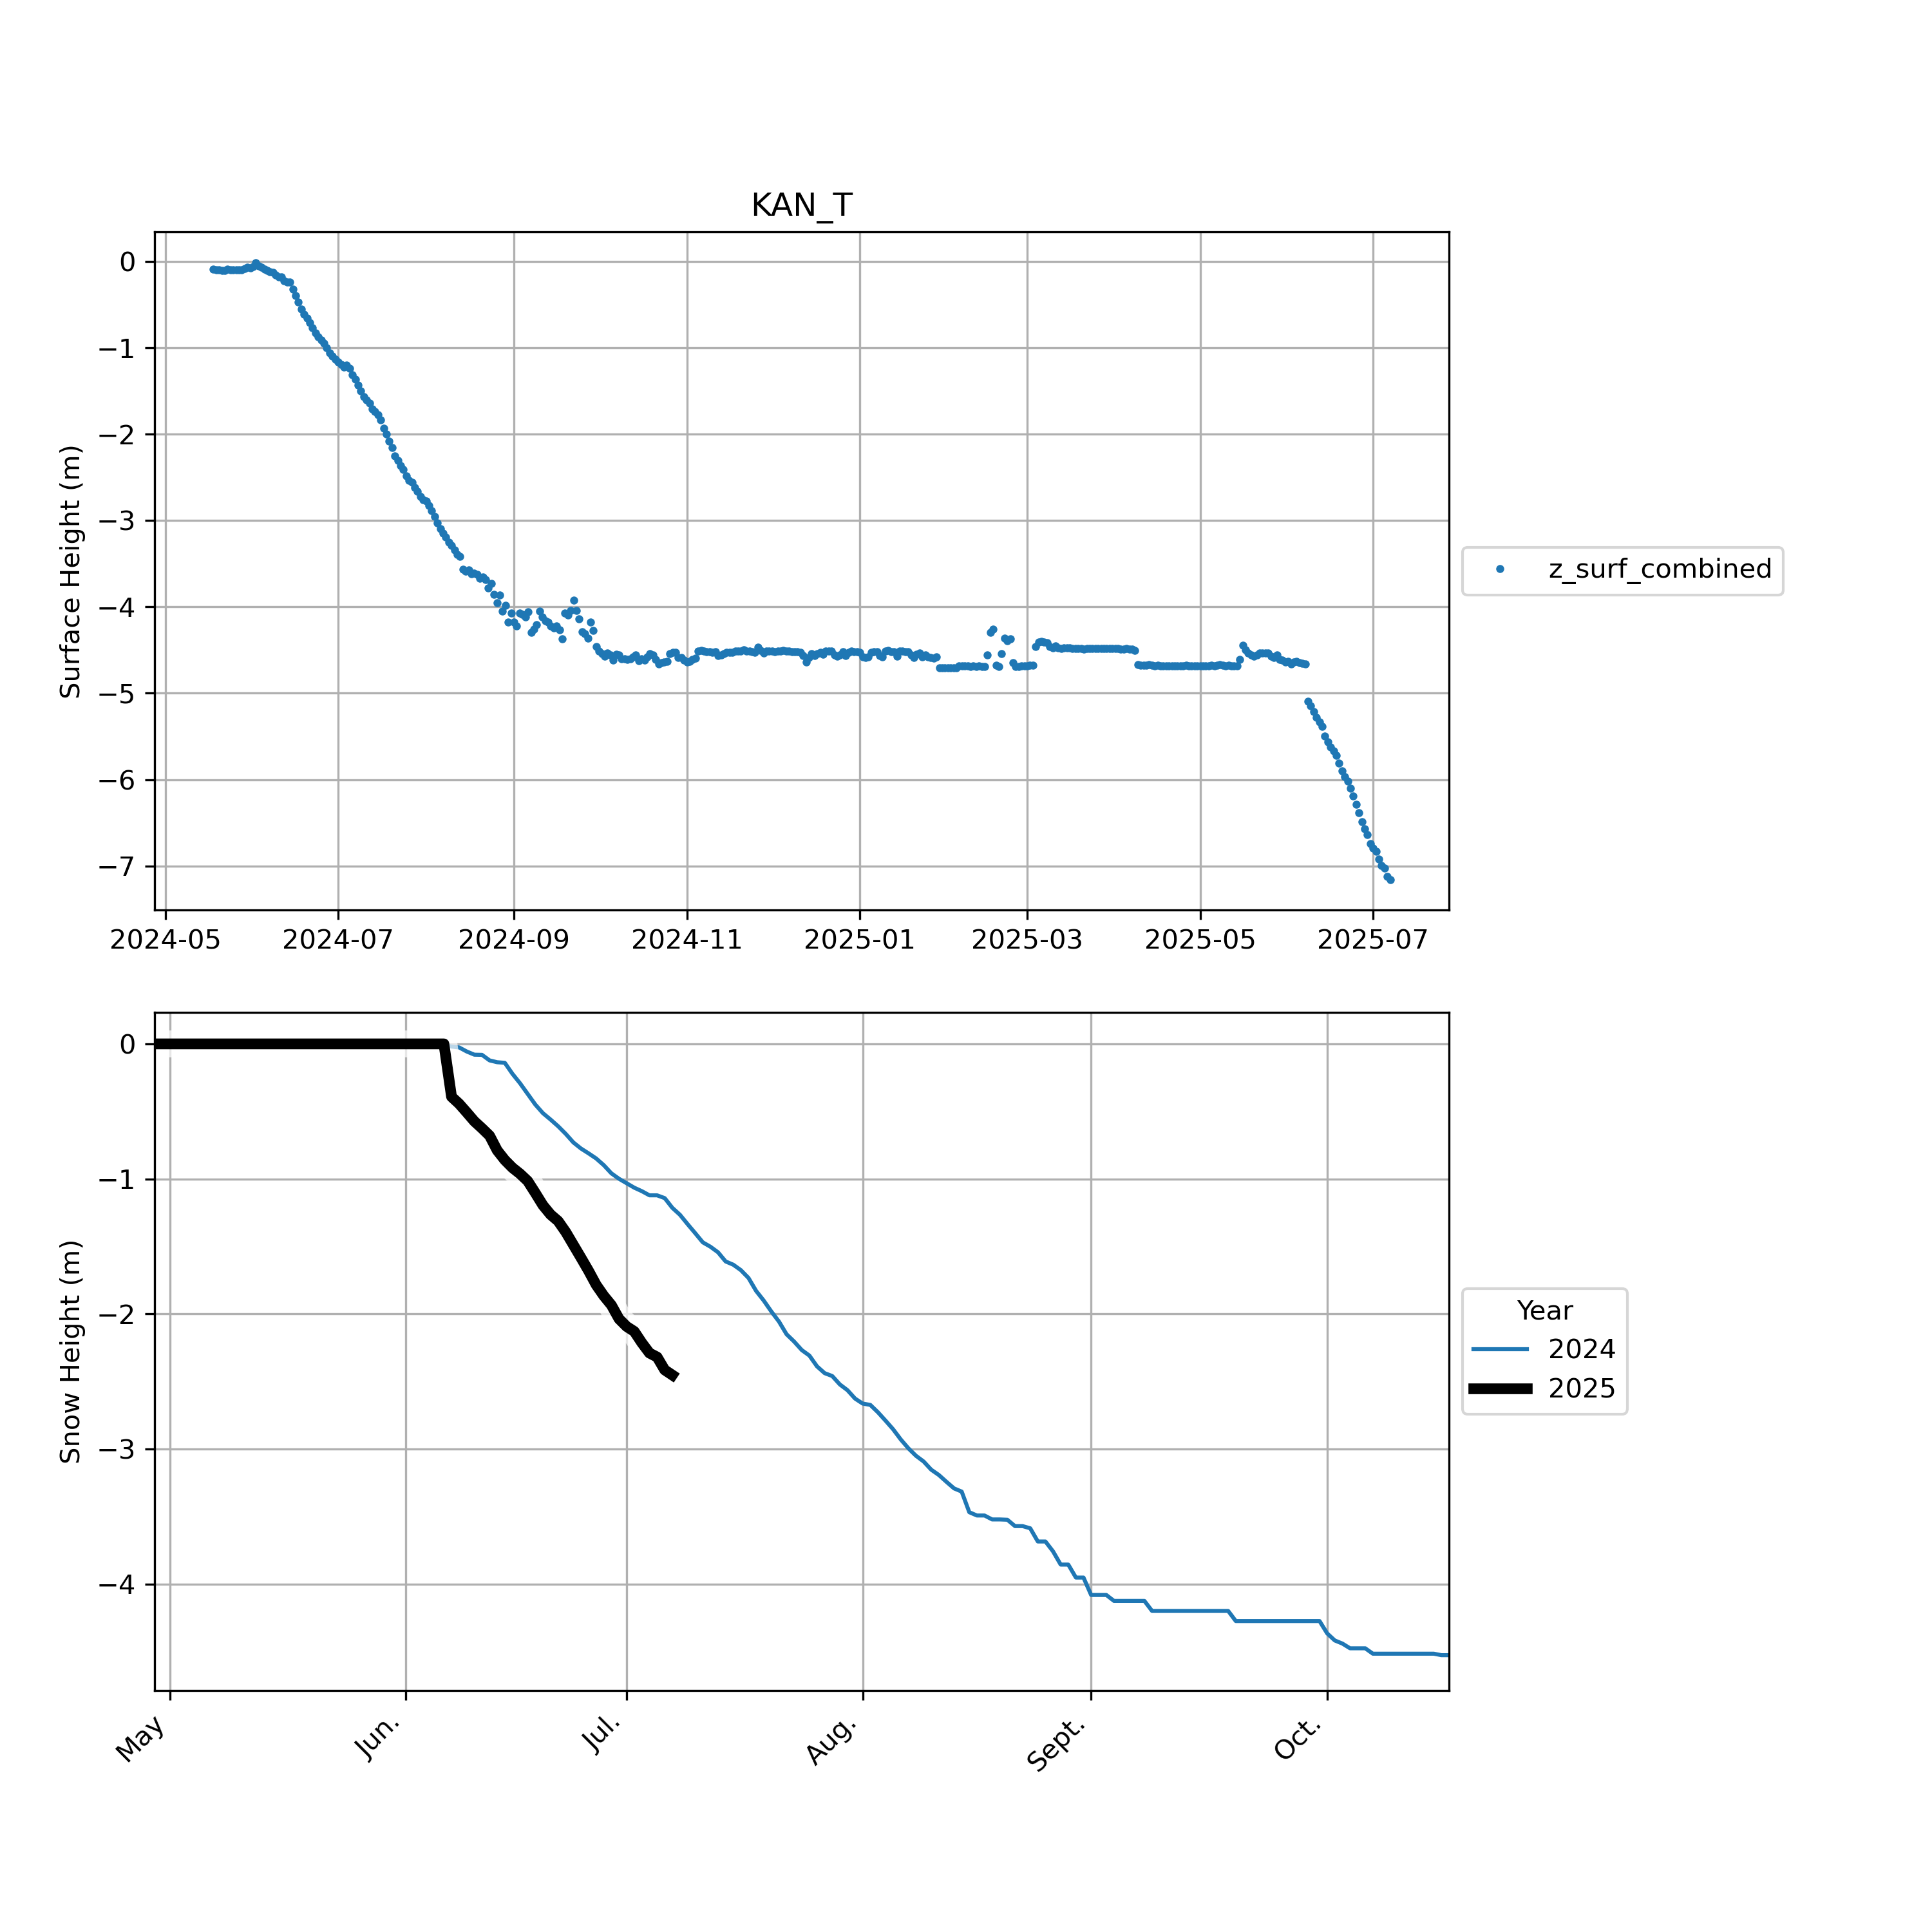 KAN_T
Surface Height (m)
0
−1
−2
−3
−4
−5
−6
−7
2024-05 2024-07 2024-09 2024-11 2025-01 2025-03 2025-05 2025-07
z_surf_combined
Snow Height (m)
0
−1
−2
−3
−4
May Jun. Jul. Aug. Sept. Oct.
Year
2024
2025